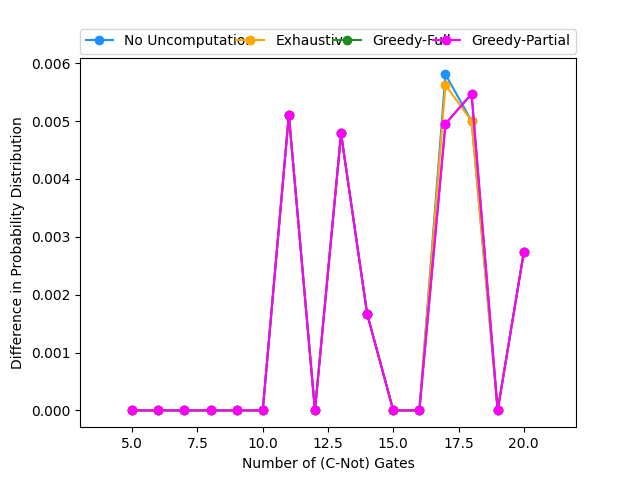 No Uncomputation Exhaustive Greedy-Full Greedy-Partial
0.006
0.005
0.004
0.003
0.002
0.001
0.000
Difference in Probability Distribution
5.0 7.5 10.0 12.5 15.0 17.5 20.0
Number of (C-Not) Gates